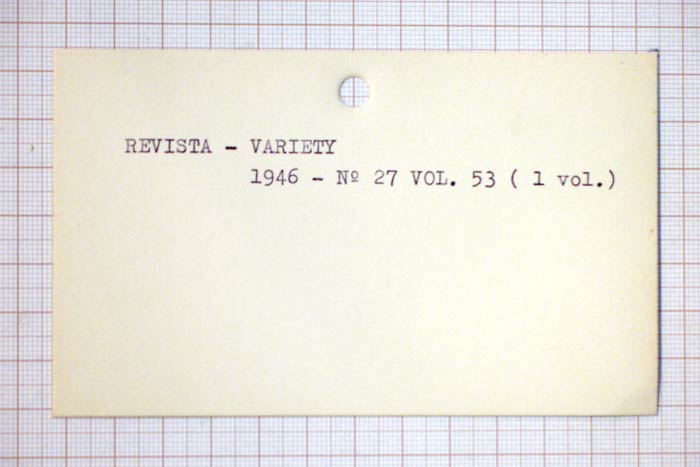 REVISTA - VARIETY
1946 - Nº 27 VOL. 53 ( 1 vol.)